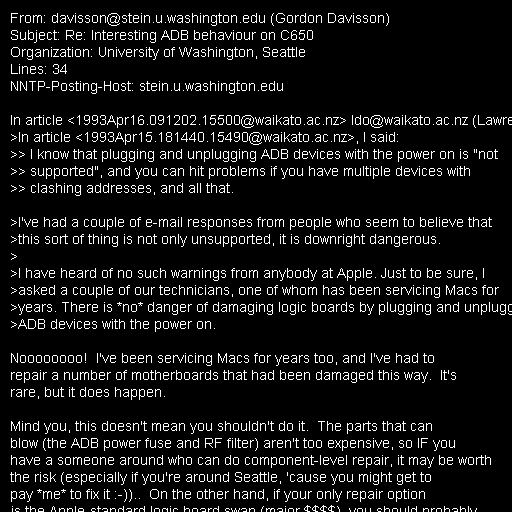 From: davisson@stein.u.washington.edu (Gordon Davisson)
Subject: Re: Interesting ADB behaviour on C650
Organization: University of Washington, Seattle
Lines: 34
NNTP-Posting-Host: stein.u.washington.edu

In article <1993Apr16.091202.15500@waikato.ac.nz> ldo@waikato.ac.nz (Lawre
>In article <1993Apr15.181440.15490@waikato.ac.nz>, I said:
>> I know that plugging and unplugging ADB devices with the power on is "not
>> supported", and you can hit problems if you have multiple devices with
>> clashing addresses, and all that.

>I've had a couple of e-mail responses from people who seem to believe that
>this sort of thing is not only unsupported, it is downright dangerous.
>
>I have heard of no such warnings from anybody at Apple. Just to be sure, I
>asked a couple of our technicians, one of whom has been servicing Macs for
>years. There is *no* danger of damaging logic boards by plugging and unplugg
>ADB devices with the power on.

Noooooooo!  I've been servicing Macs for years too, and I've had to
repair a number of motherboards that had been damaged this way.  It's
rare, but it does happen.

Mind you, this doesn't mean you shouldn't do it.  The parts that can
blow (the ADB power fuse and RF filter) aren't too expensive, so IF you
have a someone around who can do component-level repair, it may be worth
the risk (especially if you're around Seattle, 'cause you might get to
pay *me* to fix it :-))..  On the other hand, if your only repair option
is the Apple-standard logic board swap (major $$$$), you should probably